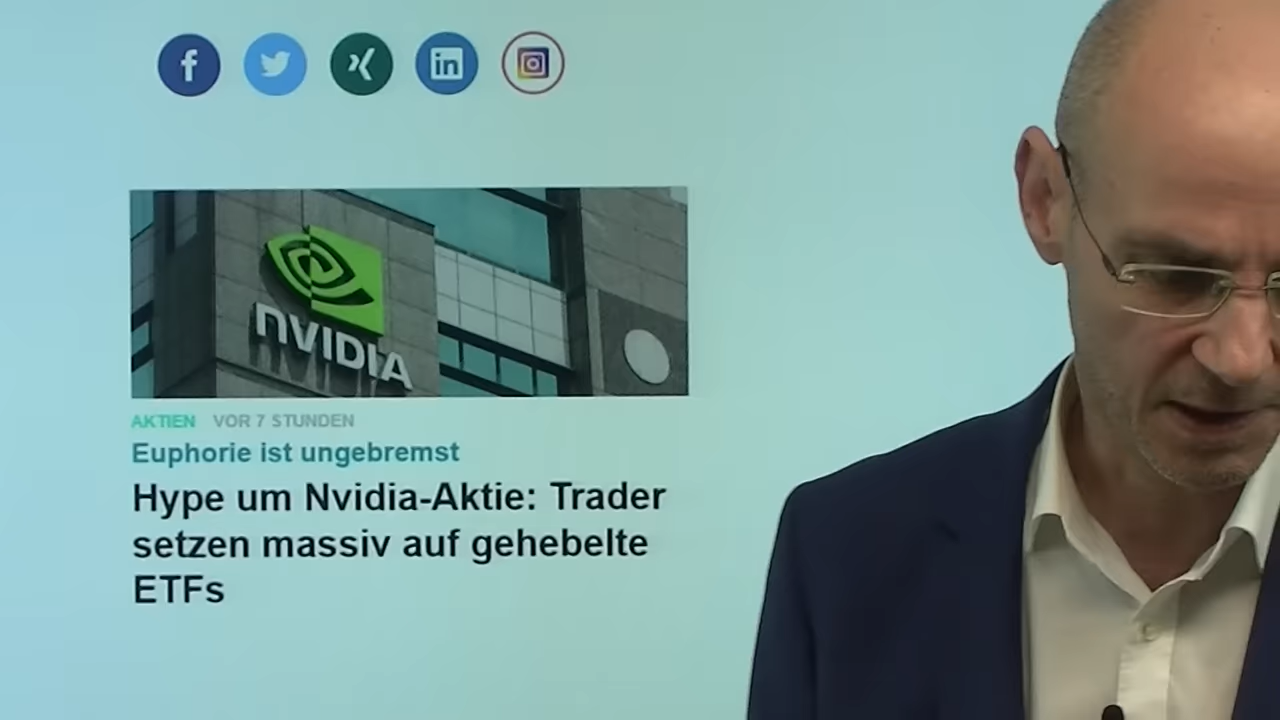 nVIDIA
AKTIEN VOR 7 STUNDEN
Euphorie ist ungebremst
Hype um Nvidia-Aktie: Trader
setzen massiv auf gehebelte
ETFs